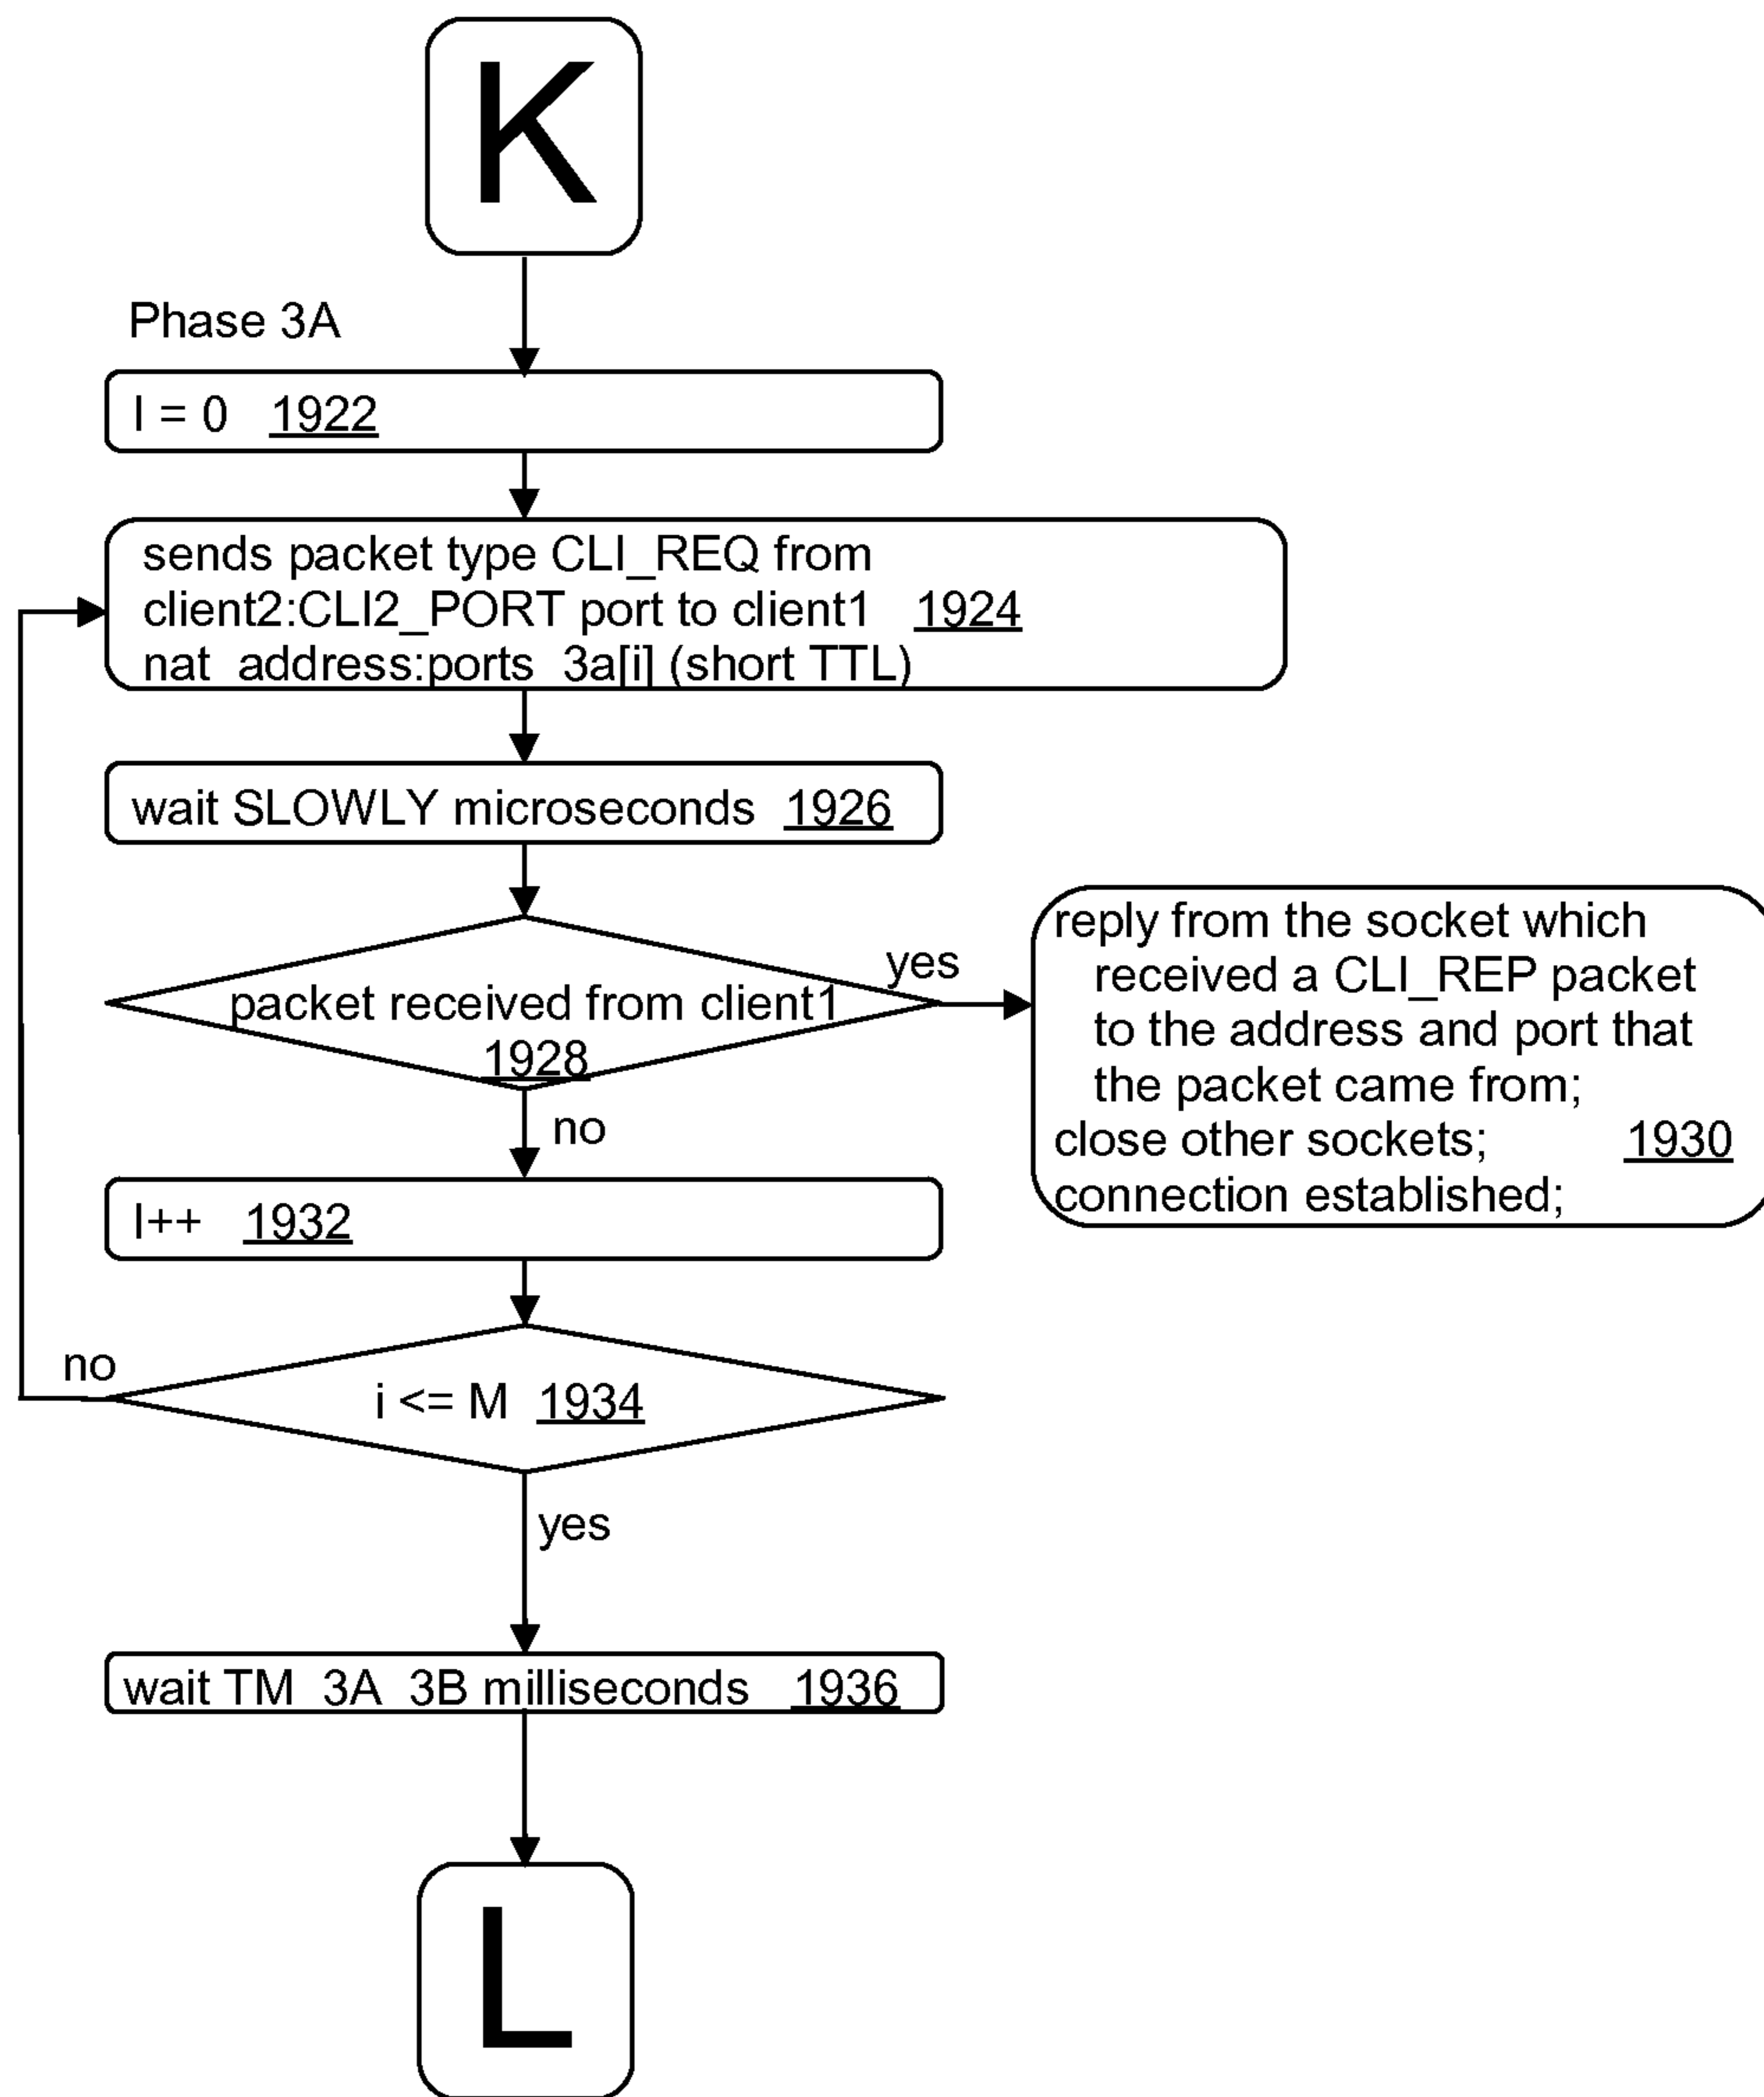 K
Phase 3A
I = 0 1922
sends packet type CLI_REQ from
client2:CLI2_PORT port to client1 1924
nat_address:ports_3a[i] (short TTL)
wait SLOWLY microseconds 1926
packet received from client1
1928
yes
reply from the socket which
received a CLI_REP packet
to the address and port that
the packet came from;
close other sockets; 1930
connection established;
no
I++ 1932
no
i <= M 1934
yes
wait TM_3A_3B milliseconds 1936
L